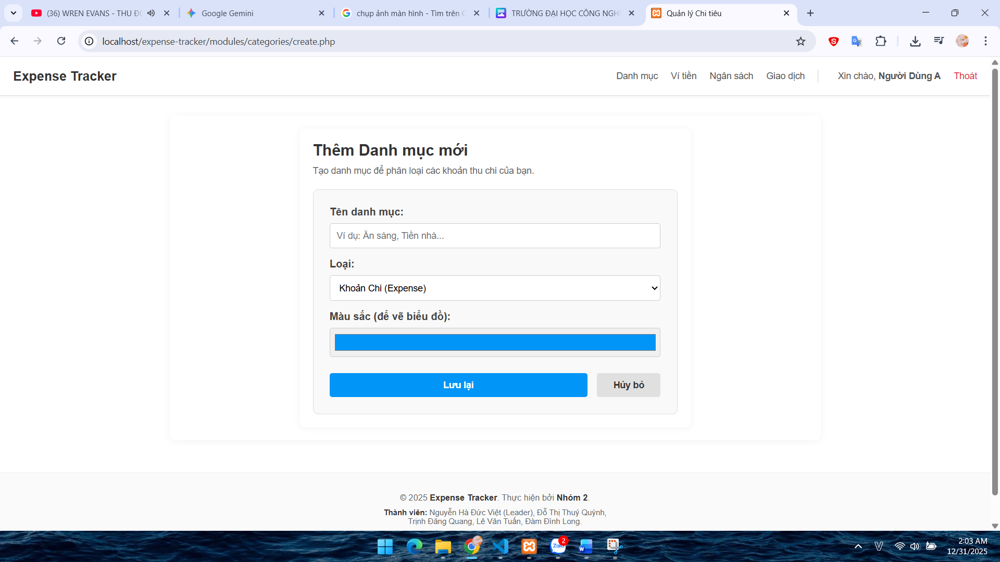 (36) WREN EVANS - THU Đ
Google Gemini
chụp ảnh màn hình - Tìm trên G
TRƯỜNG ĐẠI HỌC CÔNG NGH
Quản lý Chi tiêu
localhost/expense-tracker/modules/categories/create.php
Expense Tracker
Danh mục Ví tiền Ngân sách Giao dịch Xin chào, Người Dùng A Thoát
Thêm Danh mục mới
Tạo danh mục để phân loại các khoản thu chi của bạn.
Tên danh mục:
Ví dụ: Ăn sáng, Tiền nhà...
Loại:
Khoản Chi (Expense)
Màu sắc (để vẽ biểu đồ):
Lưu lại Hủy bỏ
© 2025 Expense Tracker. Thực hiện bởi Nhóm 2.
Thành viên: Nguyễn Hà Đức Việt (Leader), Đỗ Thị Thuý Quỳnh,
Trịnh Đăng Quang, Lê Văn Tuấn, Đàm Đình Long.
Zalo 2
2:03 AM
12/31/2025